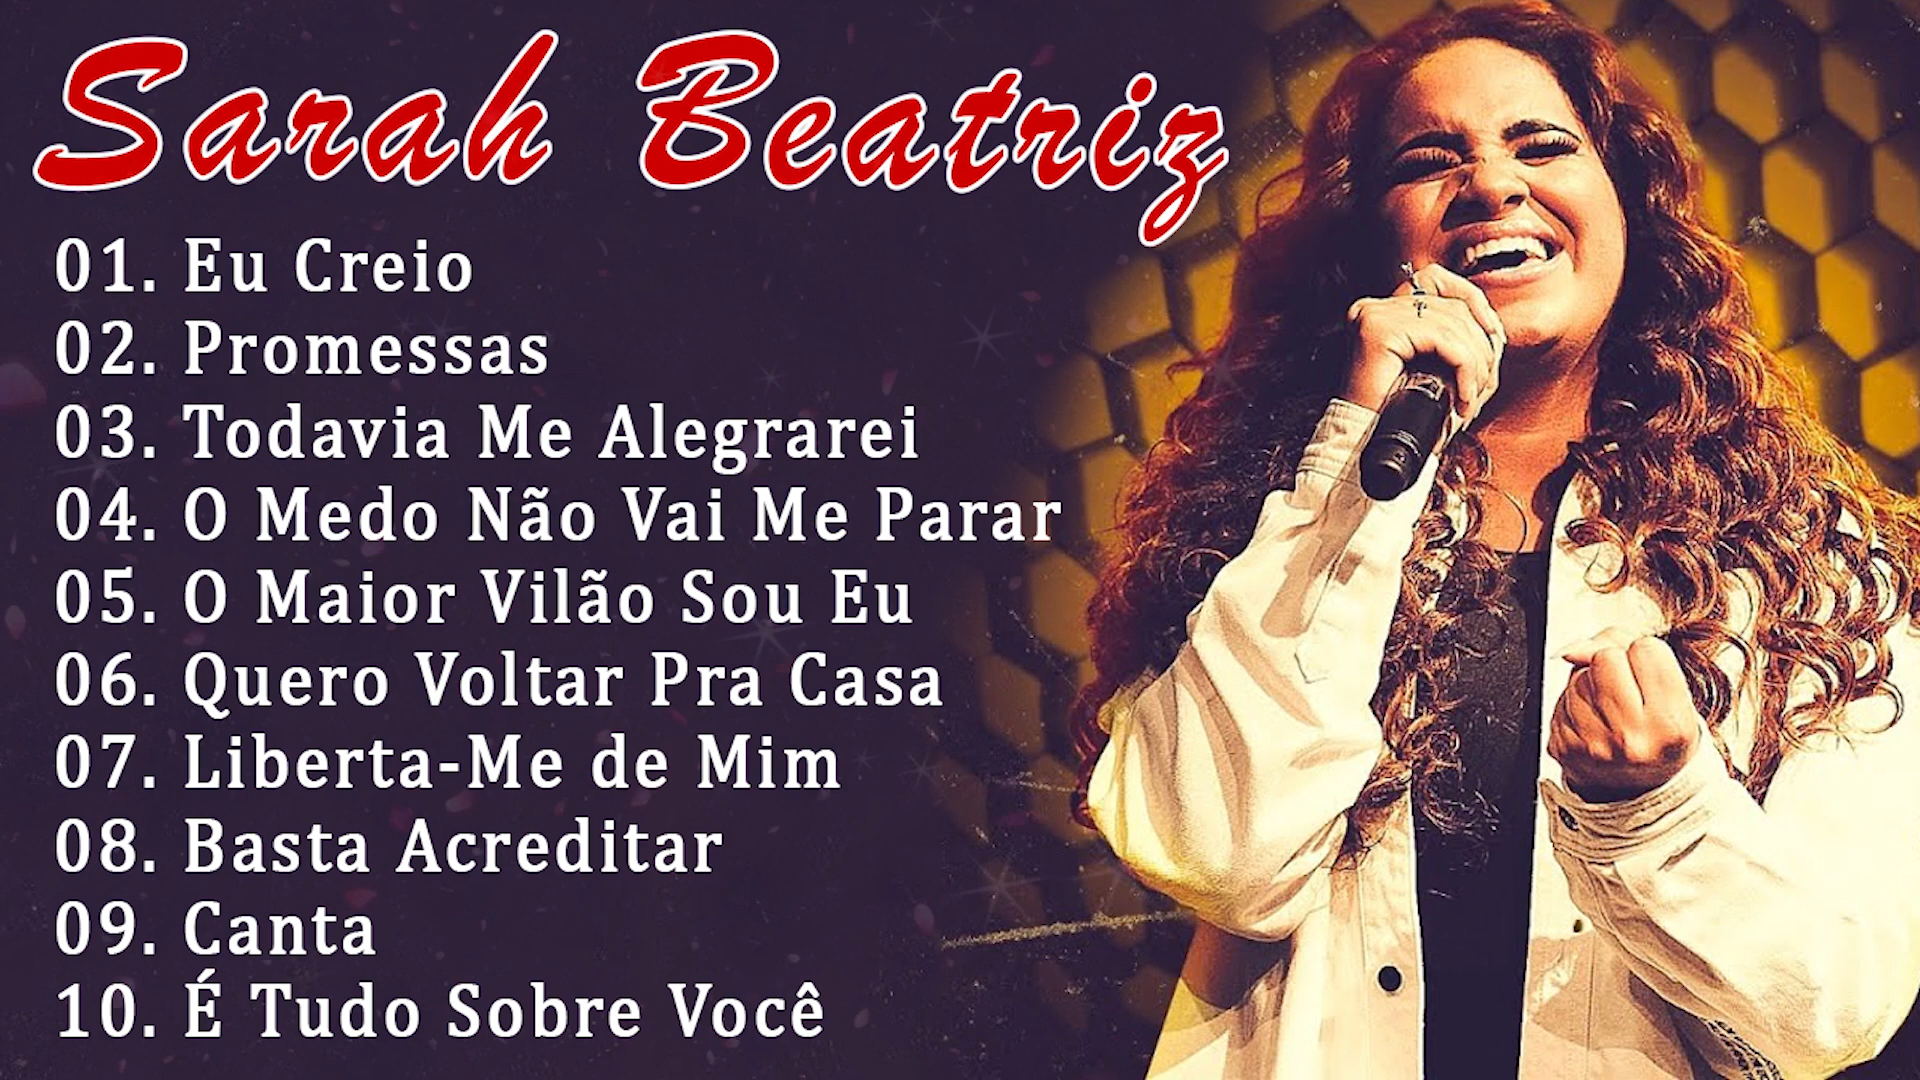 Sarah Beatriz
01. Eu Creio
02. Promessas
03. Todavia Me Alegrarei
04. O Medo Não Vai Me Parar
05. O Maior Vilão Sou Eu
06. Quero Voltar Pra Casa
07. Liberta-Me de Mim
08. Basta Acreditar
09. Canta
10. É Tudo Sobre Você